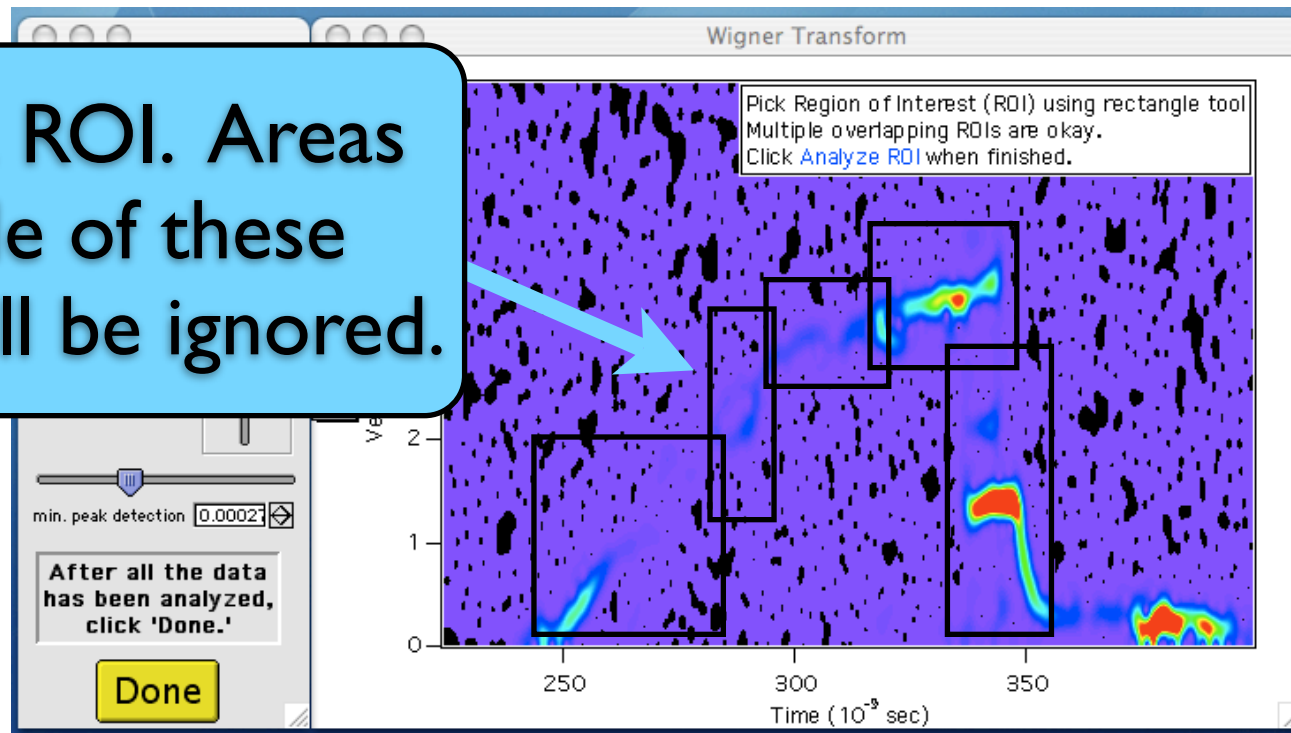 Wigner Transform
ROI. Areas
of these
be ignored.
Pick Region of Interest (ROI) using rectangle tool
Multiple overlapping ROIs are okay.
Click Analyze ROI when finished.
2
1
0
250
300
350
Time (10⁻⁹ sec)
min. peak detection 0.00027
After all the data
has been analyzed,
click 'Done.'
Done